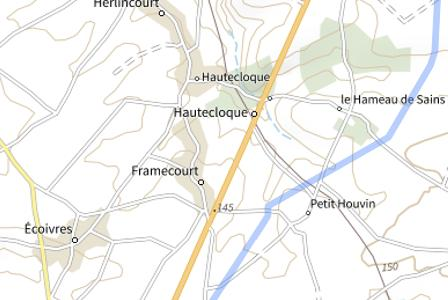 Herlincourt
Hautecloque
Hautecloque
le Hameau de Sains
Framecourt
145
Petit Houvin
Écoivres
150